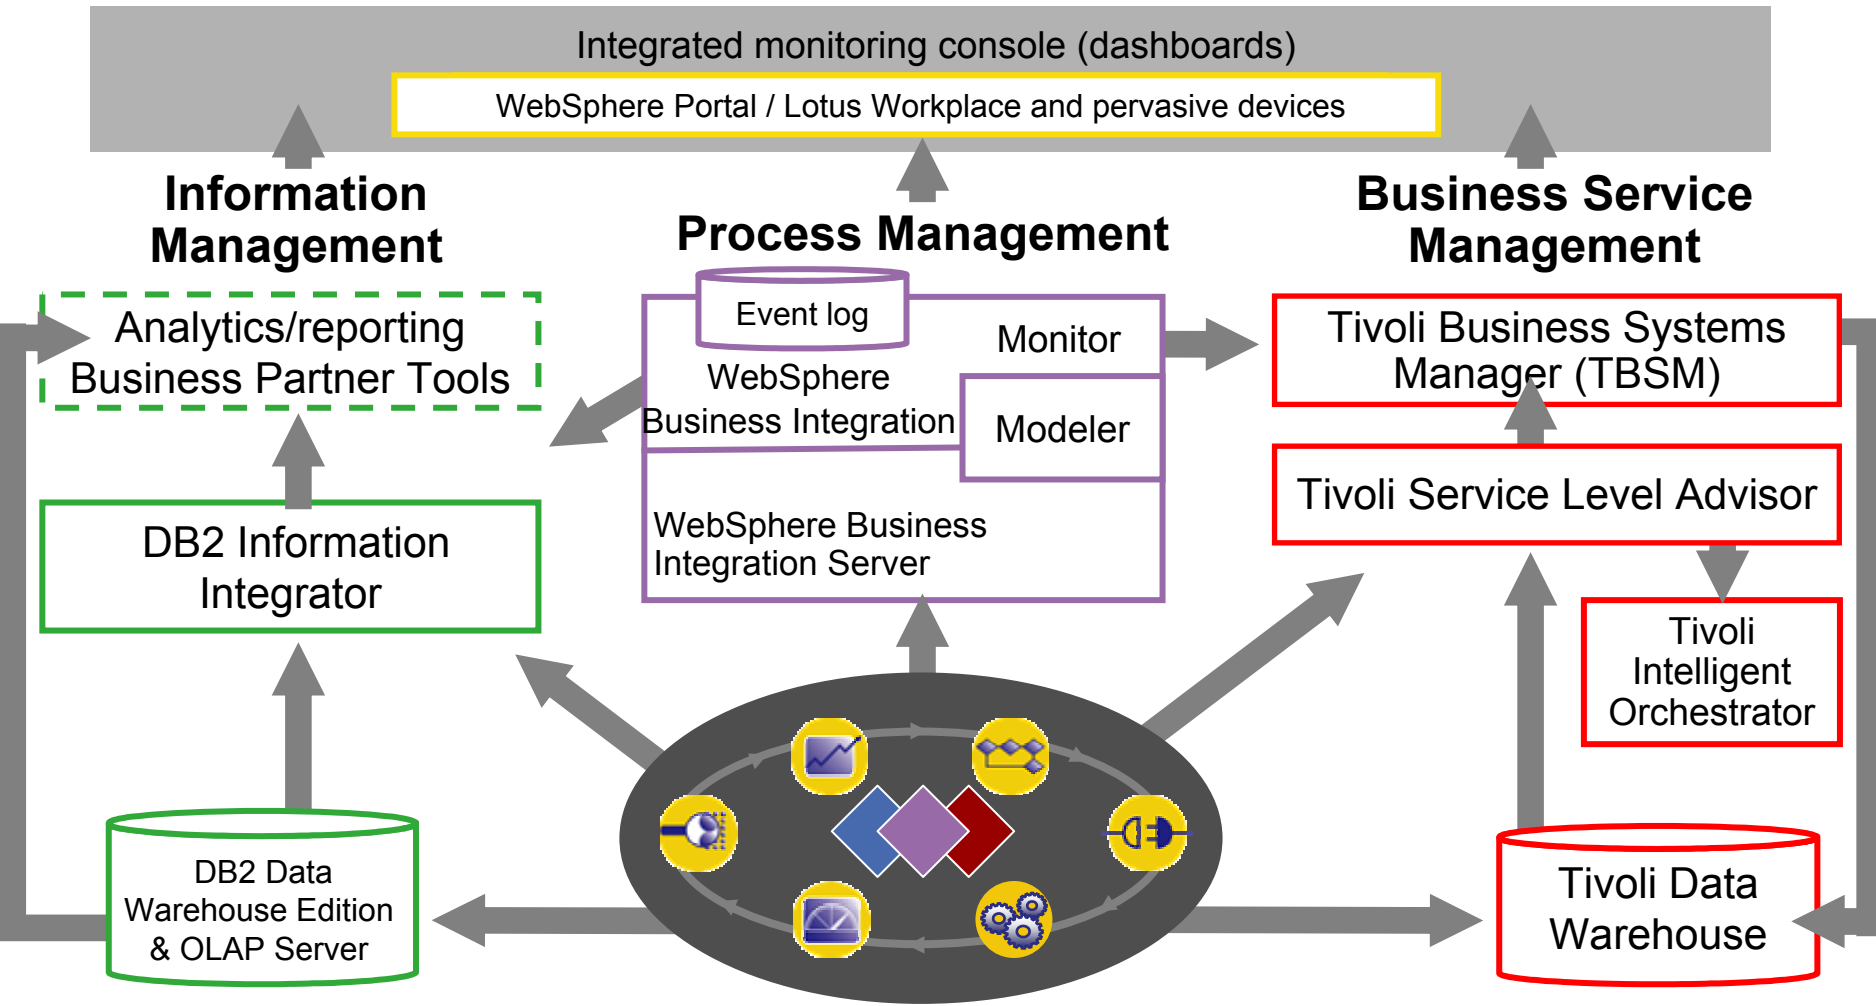 Integrated monitoring console (dashboards)
WebSphere Portal / Lotus Workplace and pervasive devices
Information
Management
Process Management
Business Service
Management
Analytics/reporting
Business Partner Tools
DB2 Information
Integrator
DB2 Data
Warehouse Edition
& OLAP Server
Event log
Monitor
WebSphere
Business Integration
Modeler
WebSphere Business
Integration Server
Tivoli Business Systems
Manager (TBSM)
Tivoli Service Level Advisor
Tivoli
Intelligent
Orchestrator
Tivoli Data
Warehouse